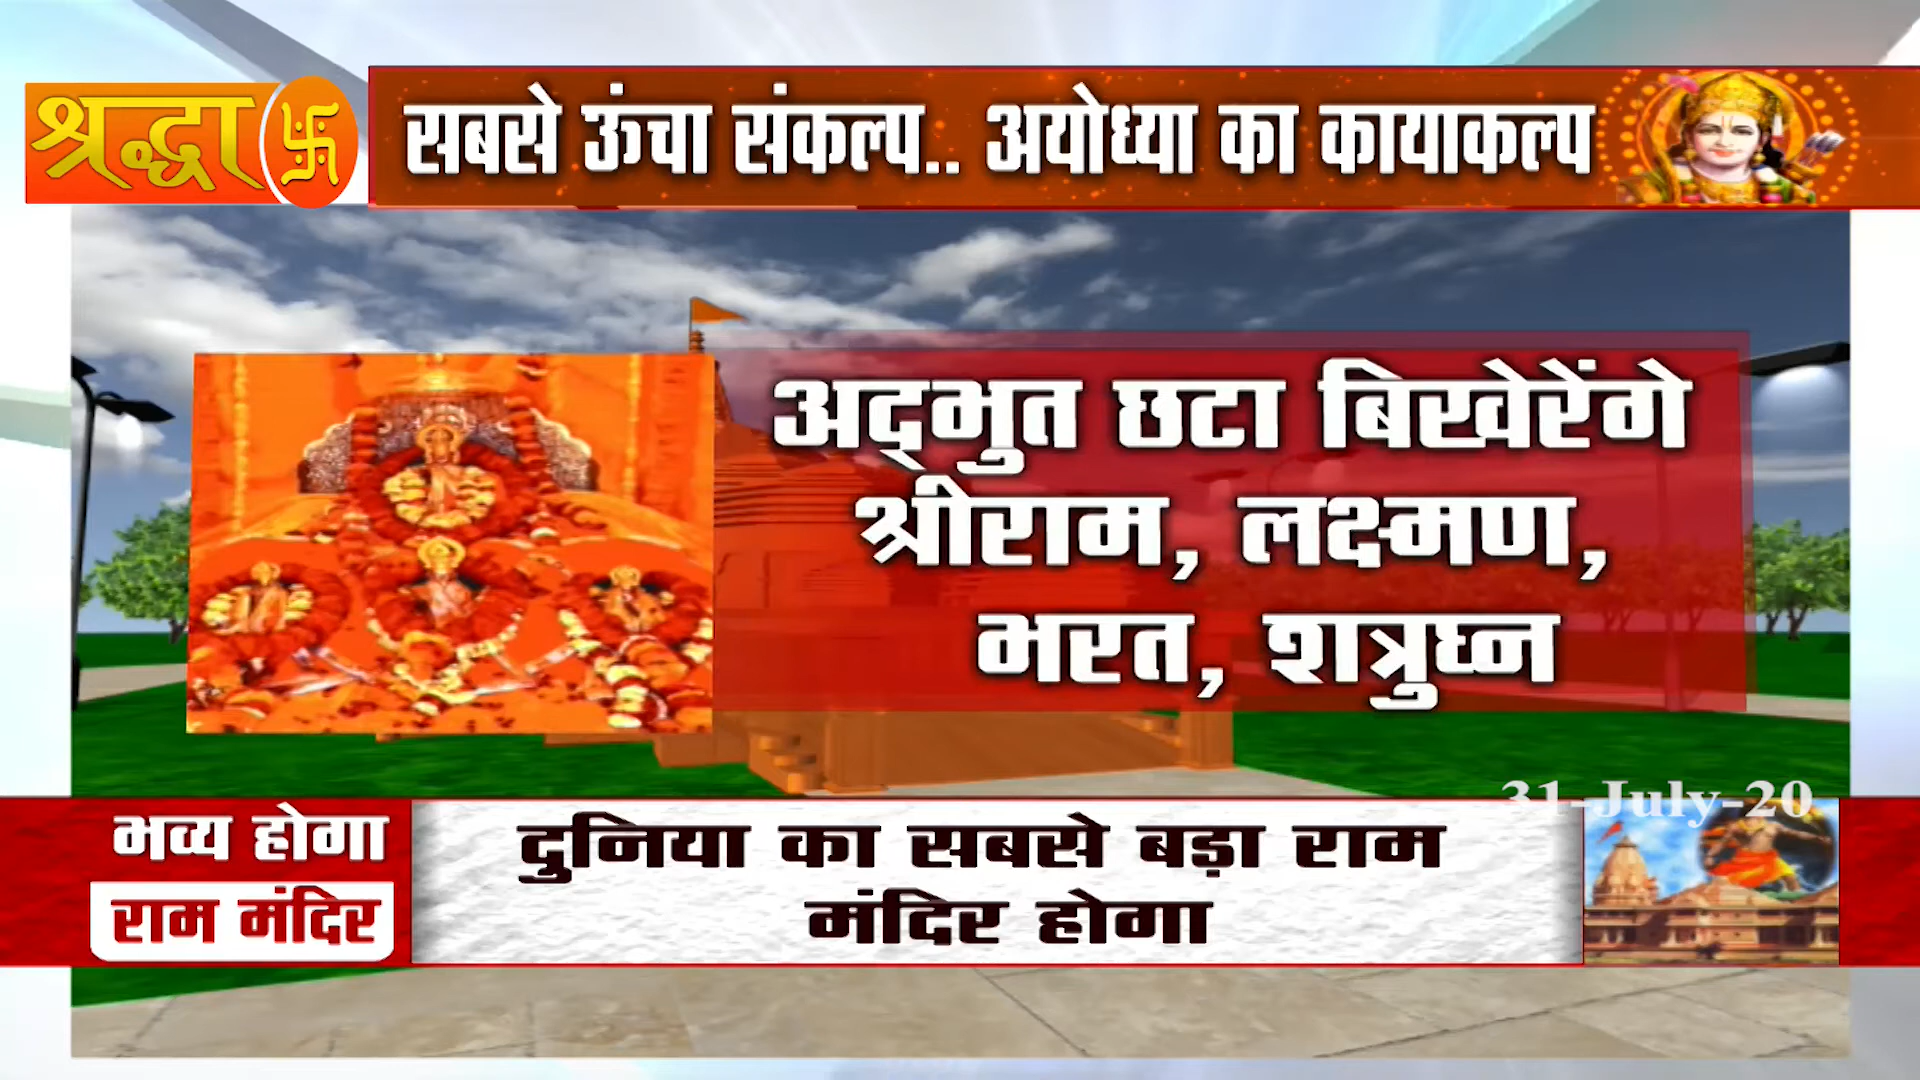 श्रद्धा
सबसे ऊंचा संकल्प.. अयोध्या का कायाकल्प
अद्भुत छटा बिखेरेंगे
श्रीराम, लक्ष्मण,
भरत, शत्रुघ्न
31-July-20
भव्य होगा
राम मंदिर
दुनिया का सबसे बड़ा राम
मंदिर होगा